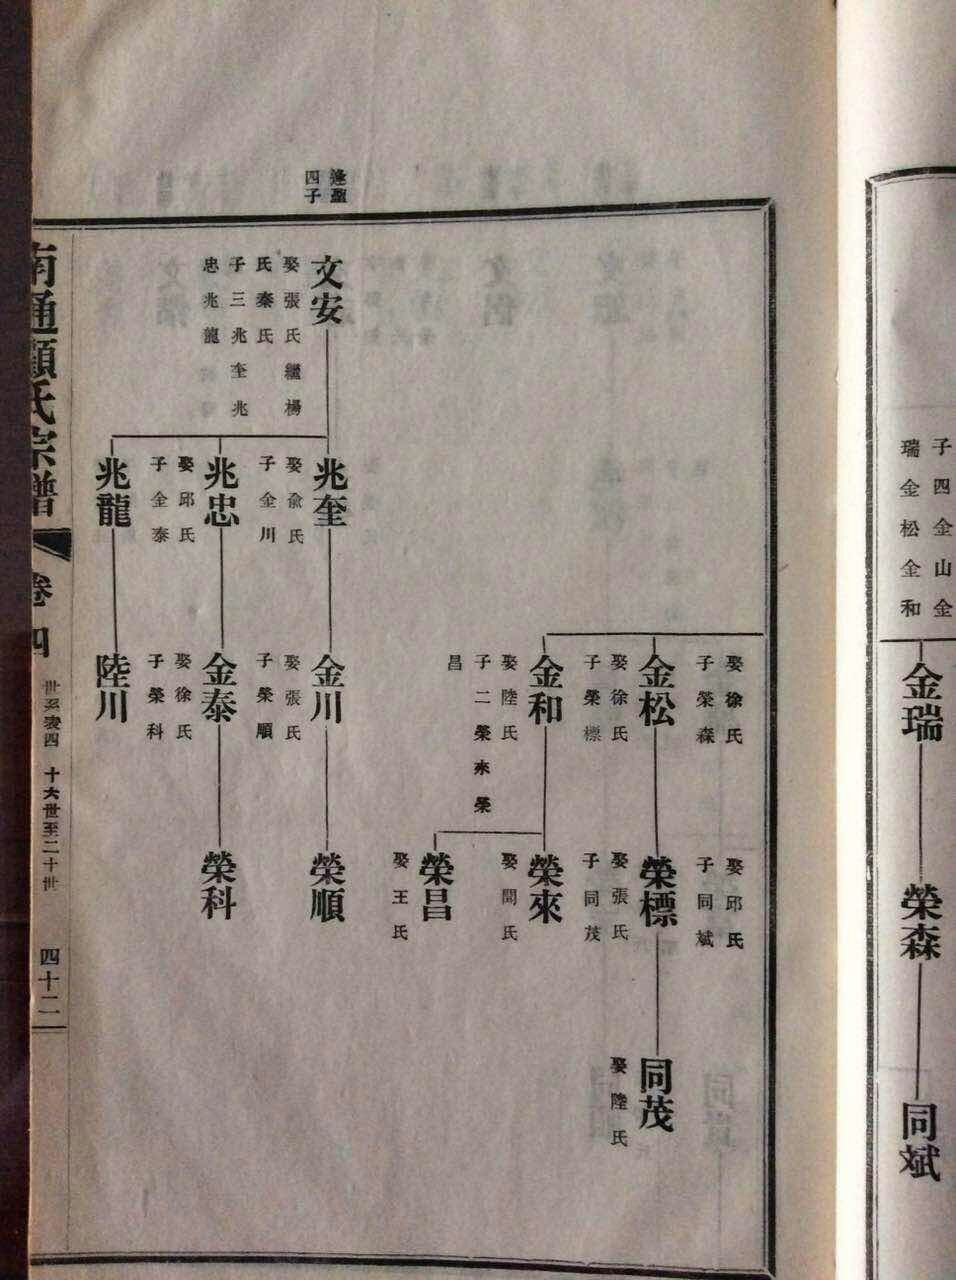 子四金山金
瑞金松金和
金瑞
榮森
同斌
娶徐氏
子榮森
娶邱氏
子同斌
金松
娶徐氏
子榮標
榮標
娶張氏
子同茂
同茂
娶陸氏
金和
娶陸氏
子二榮來榮
昌
榮來
娶聞氏
榮昌
娶王氏
逢聖
四子
文安
娶張氏繼楊
氏秦氏
子三兆奎兆
忠兆龍
兆奎
娶俞氏
子金川
金川
娶張氏
子榮順
榮順
兆忠
娶邱氏
子金泰
金泰
娶徐氏
子榮科
榮科
兆龍
陸川
南通顧氏宗譜
卷四
世系表四 十六世至二十世
四十二